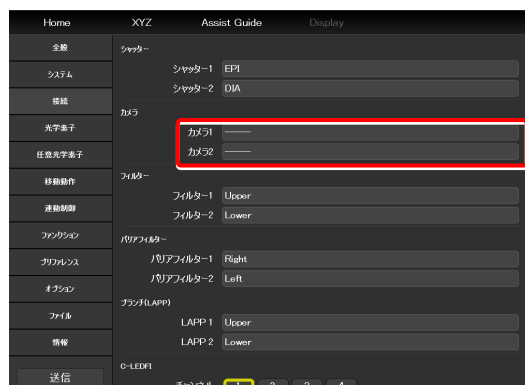 Home XYZ Assist Guide Display
全般
システム
接続
光学素子
任意光学素子
移動動作
連動制御
ファンクション
プリファレンス
オプション
ファイル
情報
送信
シャッター
シャッター1 EPI
シャッター2 DIA
カメラ
カメラ1 ―――
カメラ2 ―――
フィルター
フィルター1 Upper
フィルター2 Lower
バリアフィルター
バリアフィルター1 Right
バリアフィルター2 Left
ブランチ(LAPP)
LAPP 1 Upper
LAPP 2 Lower
C-LEDFI
チャンネル 1 2 3 4